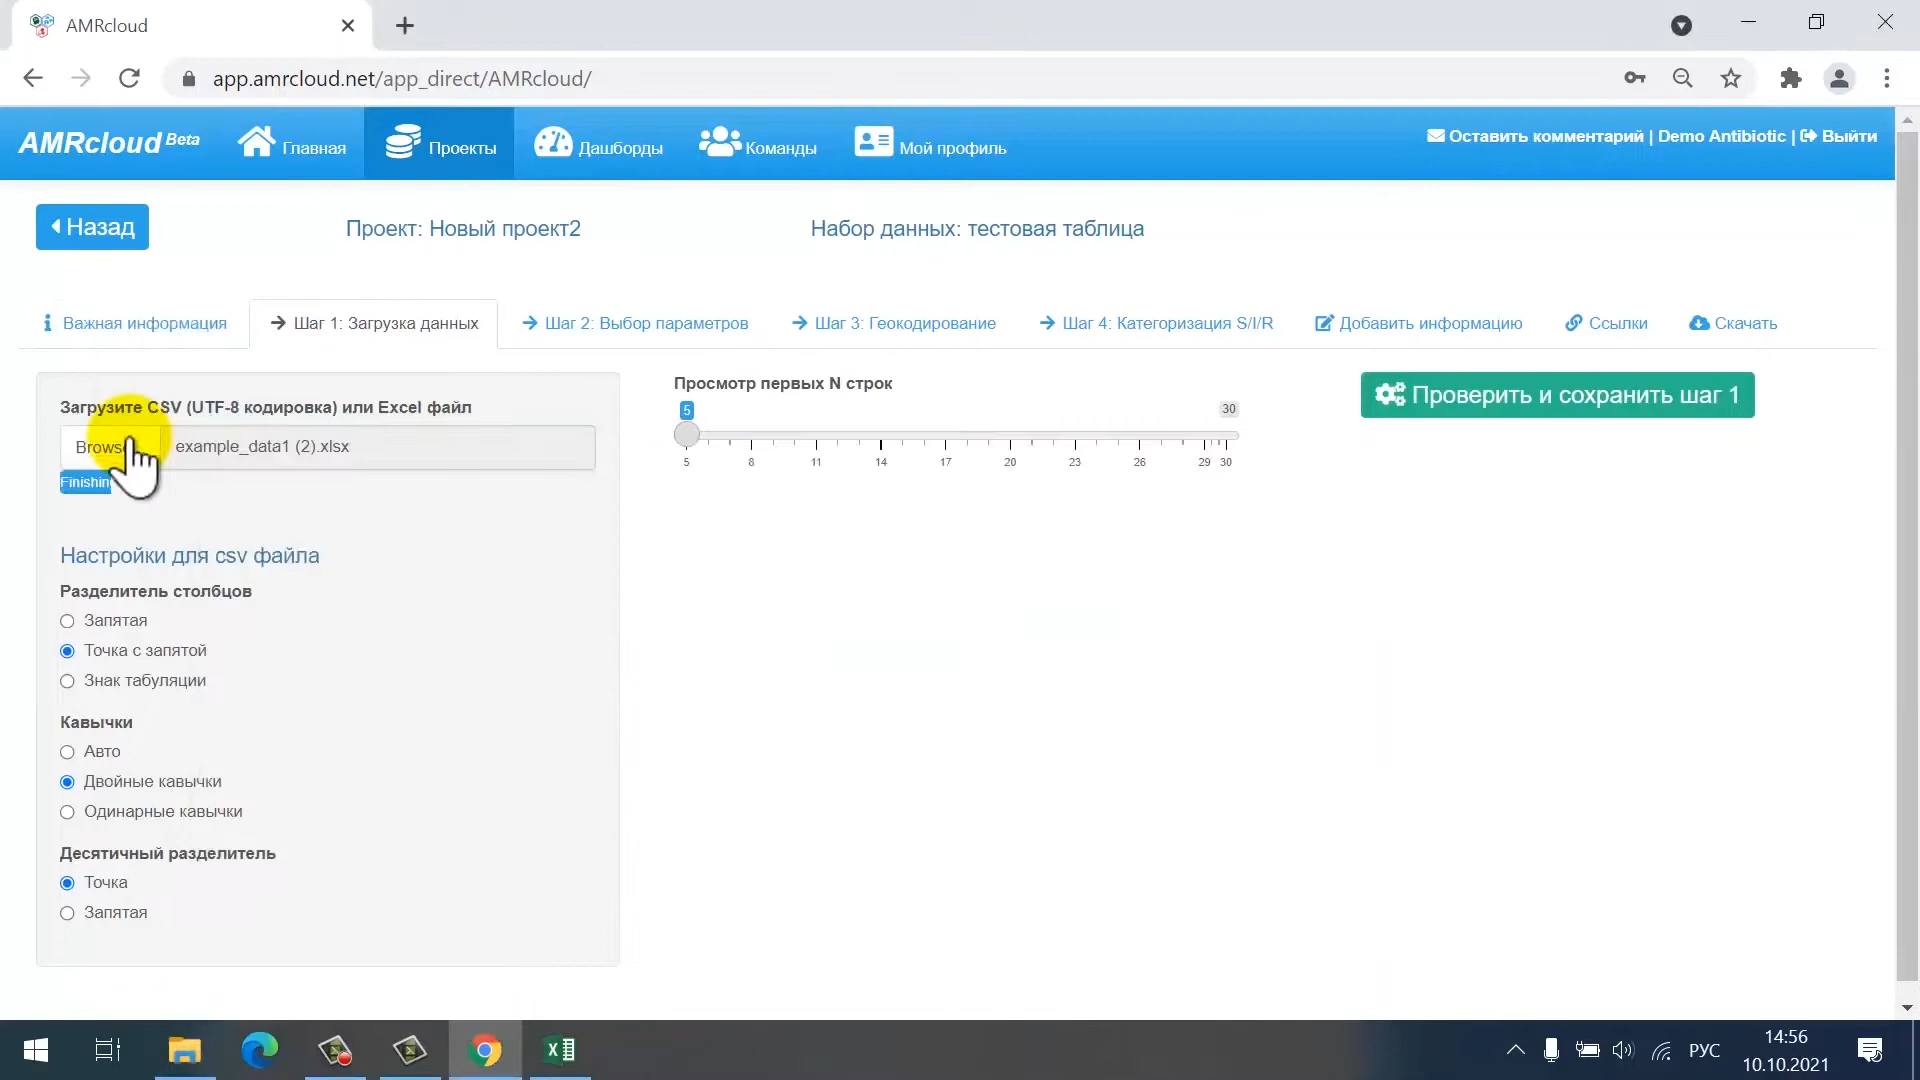 AMRcloud
app.amrcloud.net/app_direct/AMRcloud/
AMRcloud Beta
Главная
Проекты
Дашборды
Команды
Мой профиль
Оставить комментарий | Demo Antibiotic | Выйти
Назад
Проект: Новый проект2
Набор данных: тестовая таблица
Важная информация
Шаг 1: Загрузка данных
Шаг 2: Выбор параметров
Шаг 3: Геокодирование
Шаг 4: Категоризация S/I/R
Добавить информацию
Ссылки
Скачать
Загрузите CSV (UTF-8 кодировка) или Excel файл
example_data1 (2).xlsx
Настройки для csv файла
Разделитель столбцов
Запятая
Точка с запятой
Знак табуляции
Кавычки
Авто
Двойные кавычки
Одинарные кавычки
Десятичный разделитель
Точка
Запятая
Просмотр первых N строк
5 30
5 8 11 14 17 20 23 26 29 30
Проверить и сохранить шаг 1
РУС
14:56
10.10.2021